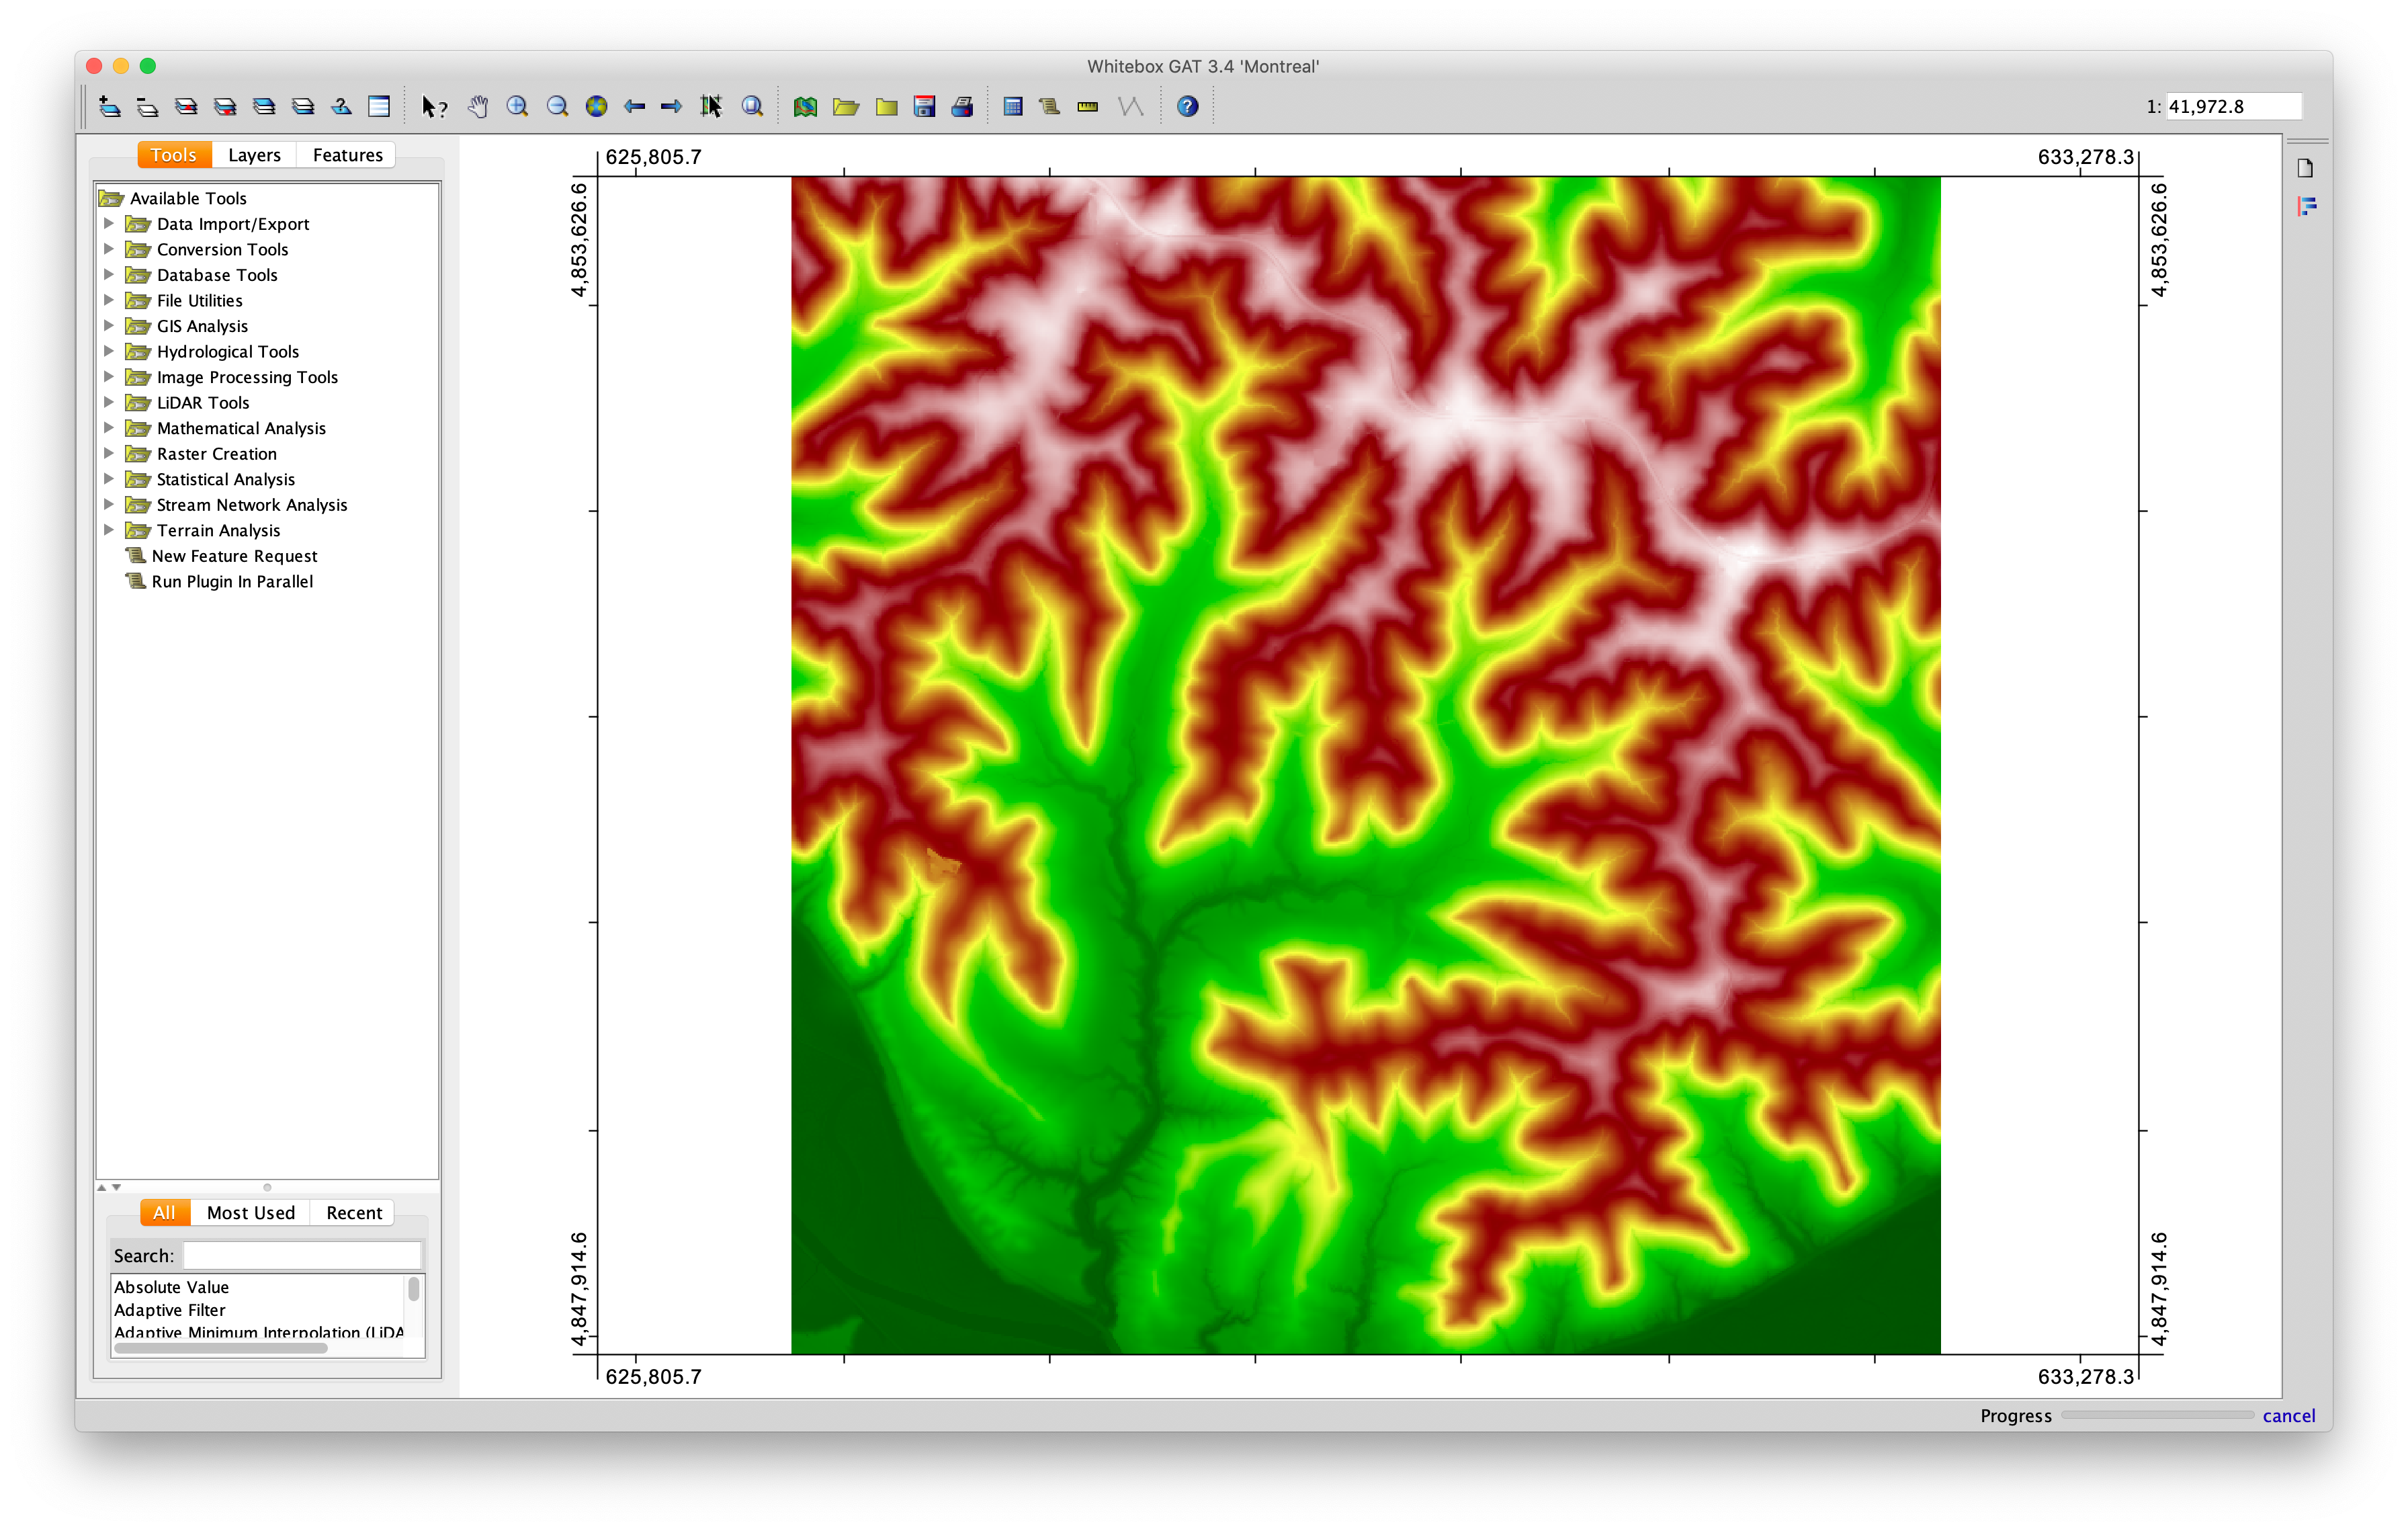 Whitebox GAT 3.4 'Montreal'
1: 41,972.8
Tools Layers Features
Available Tools
Data Import/Export
Conversion Tools
Database Tools
File Utilities
GIS Analysis
Hydrological Tools
Image Processing Tools
LiDAR Tools
Mathematical Analysis
Raster Creation
Statistical Analysis
Stream Network Analysis
Terrain Analysis
New Feature Request
Run Plugin In Parallel
All Most Used Recent
Search:
Absolute Value
Adaptive Filter
Adaptive Minimum Interpolation (LiDA
625,805.7
633,278.3
4,853,626.6
4,853,626.6
4,847,914.6
4,847,914.6
625,805.7
633,278.3
Progress cancel